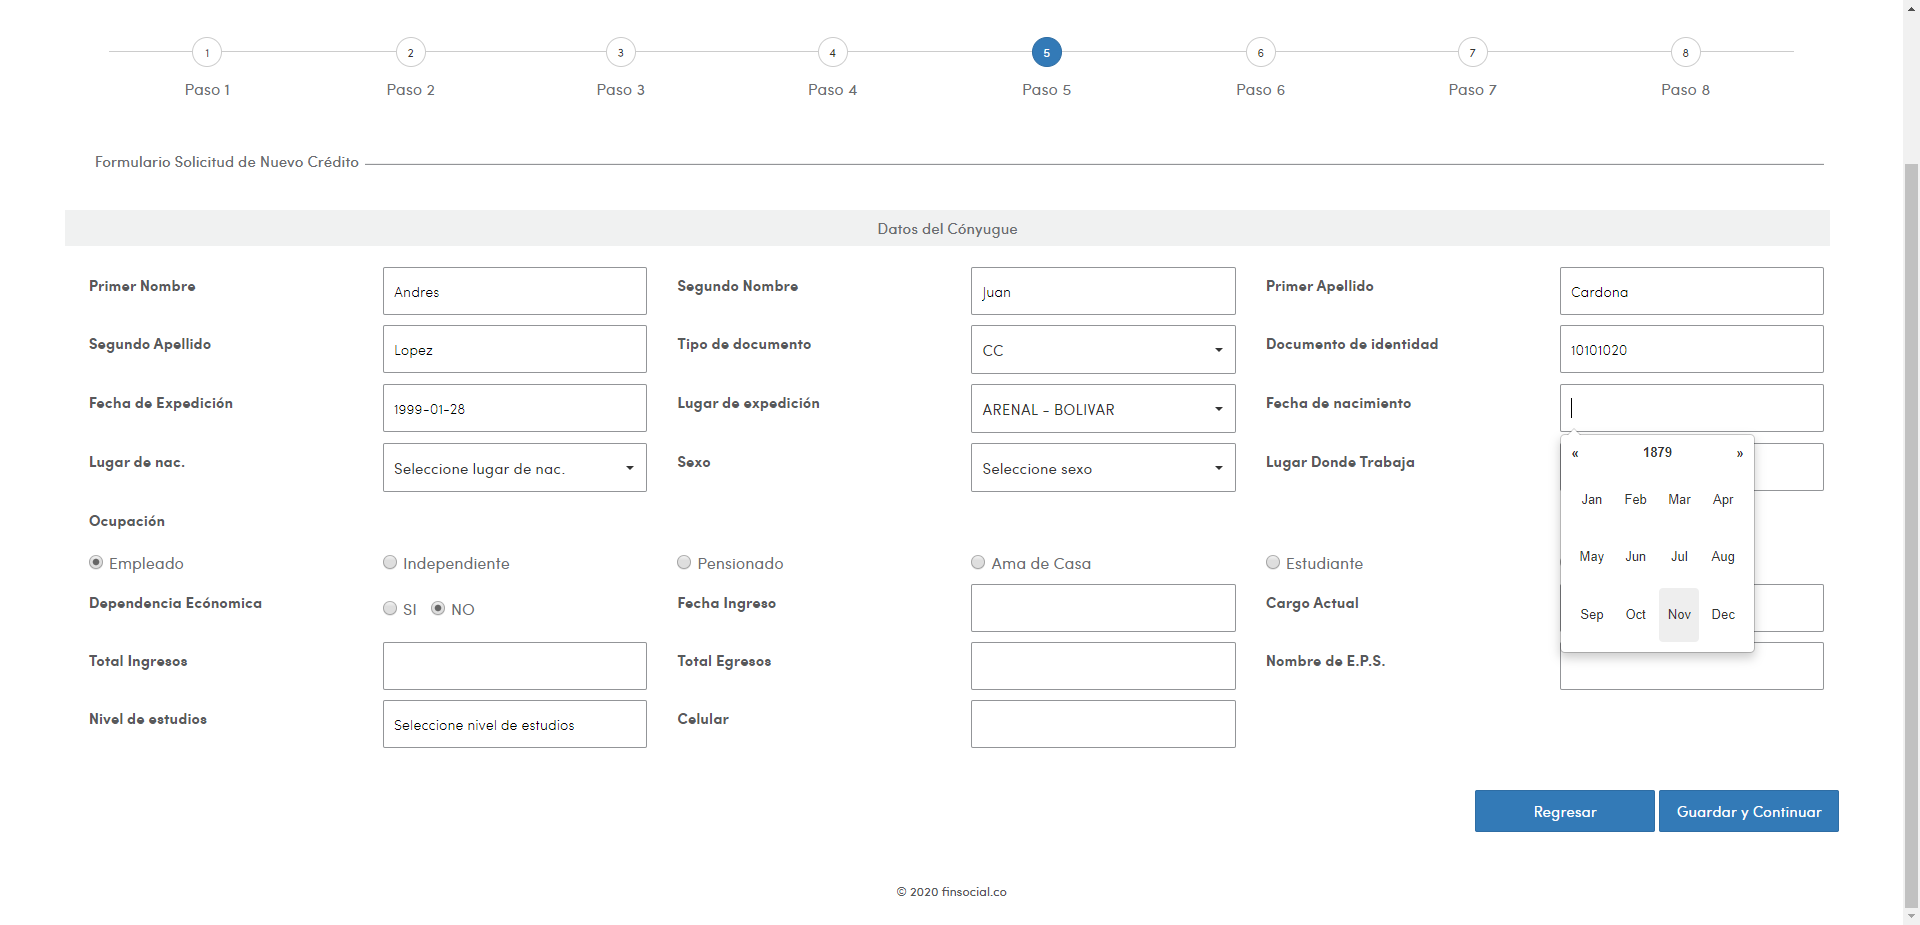 1 2 3 4 5 6 7 8
Paso 1 Paso 2 Paso 3 Paso 4 Paso 5 Paso 6 Paso 7 Paso 8
Formulario Solicitud de Nuevo Crédito
Datos del Cónyugue
Primer Nombre Andres Segundo Nombre Juan Primer Apellido Cardona
Segundo Apellido Lopez Tipo de documento CC Documento de identidad 10101020
Fecha de Expedición 1999-01-28 Lugar de expedición ARENAL - BOLIVAR Fecha de nacimiento
Lugar de nac. Seleccione lugar de nac. Sexo Seleccione sexo Lugar Donde Trabaja
« 1879 »
Jan Feb Mar Apr
May Jun Jul Aug
Sep Oct Nov Dec
Ocupación
Empleado Independiente Pensionado Ama de Casa Estudiante
Dependencia Ecónomica SI NO Fecha Ingreso Cargo Actual
Total Ingresos Total Egresos Nombre de E.P.S.
Nivel de estudios Seleccione nivel de estudios Celular
Regresar Guardar y Continuar
© 2020 finsocial.co